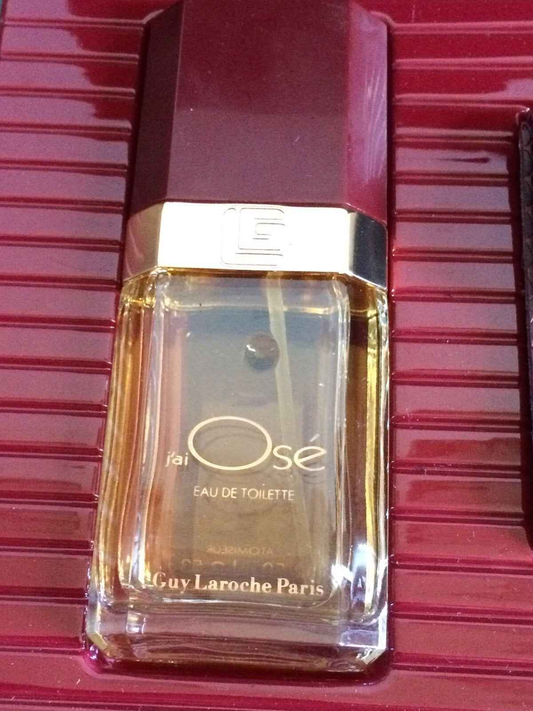 j'ai Osé
EAU DE TOILETTE
ATOMISEUR
Guy Laroche Paris